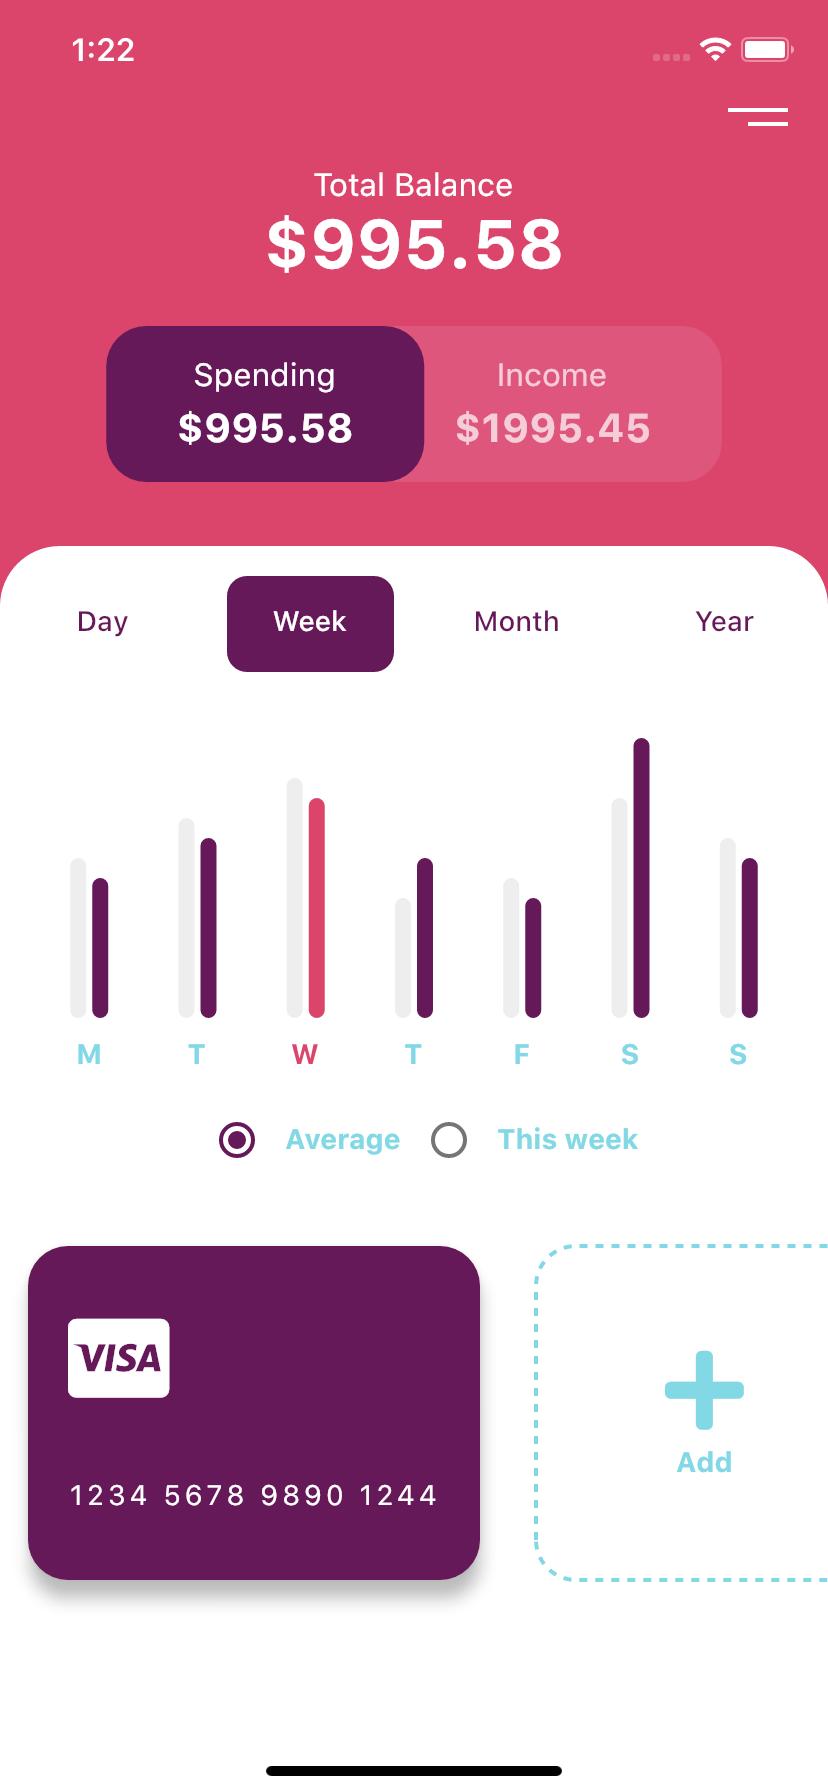 1:22
Total Balance
$995.58
Spending Income
$995.58 $1995.45
Day Week Month Year
M T W T F S S
Average This week
VISA
1234 5678 9890 1244
Add